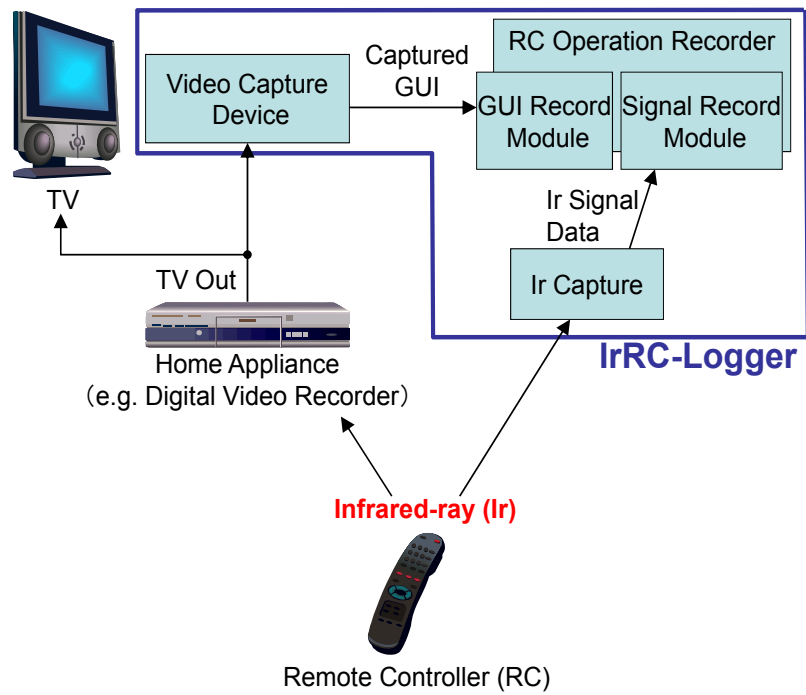 RC Operation Recorder
Captured
GUI
Video Capture
Device
GUI Record
Module
Signal Record
Module
TV
Ir Signal
Data
TV Out
Ir Capture
IrRC-Logger
Home Appliance
（e.g. Digital Video Recorder）
Infrared-ray (Ir)
Remote Controller (RC)